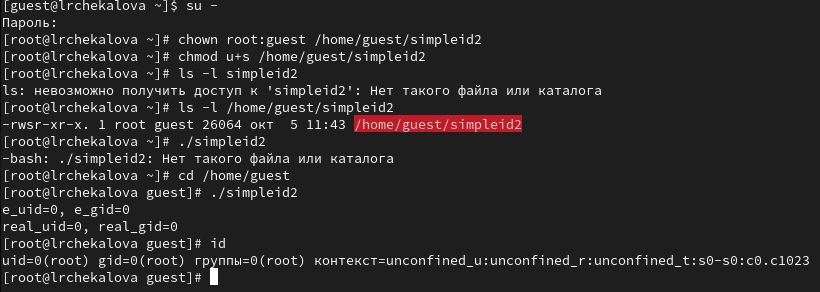 [guest@lrchekalova ~]$ su -
Пароль:
[root@lrchekalova ~]# chown root:guest /home/guest/simpleid2
[root@lrchekalova ~]# chmod u+s /home/guest/simpleid2
[root@lrchekalova ~]# ls -l simpleid2
ls: невозможно получить доступ к 'simpleid2': Нет такого файла или каталога
[root@lrchekalova ~]# ls -l /home/guest/simpleid2
-rwsr-xr-x. 1 root guest 26064 окт  5 11:43 /home/guest/simpleid2
[root@lrchekalova ~]# ./simpleid2
-bash: ./simpleid2: Нет такого файла или каталога
[root@lrchekalova ~]# cd /home/guest
[root@lrchekalova guest]# ./simpleid2
e_uid=0, e_gid=0
real_uid=0, real_gid=0
[root@lrchekalova guest]# id
uid=0(root) gid=0(root) группы=0(root) контекст=unconfined_u:unconfined_r:unconfined_t:s0-s0:c0.c1023
[root@lrchekalova guest]#